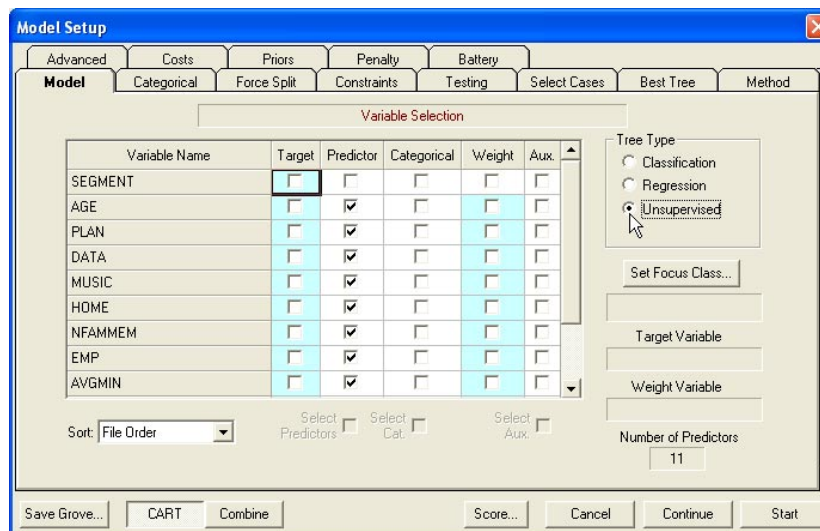 Model Setup
Advanced Costs Priors Penalty Battery
Model Categorical Force Split Constraints Testing Select Cases Best Tree Method
Variable Selection
Tree Type
Variable Name Target Predictor Categorical Weight Aux.
Classification
SEGMENT
Regression
AGE
Unsupervised
PLAN
DATA
Set Focus Class...
MUSIC
HOME
NFAMMEM
Target Variable
EMP
AVGMIN
Weight Variable
Sort: File Order
Select Predictors
Select Cat.
Select Aux.
Number of Predictors
11
Save Grove... CART Combine Score... Cancel Continue Start